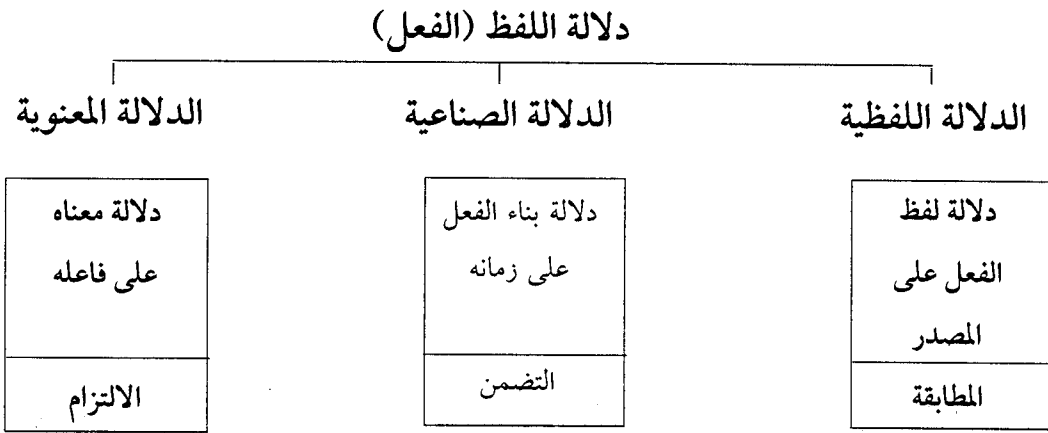 دلالة اللفظ (الفعل)
الدلالة اللفظية
الدلالة الصناعية
الدلالة المعنوية
دلالة لفظ
الفعل على
المصدر
المطابقة
دلالة بناء الفعل
على زمانه
التضمن
دلالة معناه
على فاعله
الالتزام